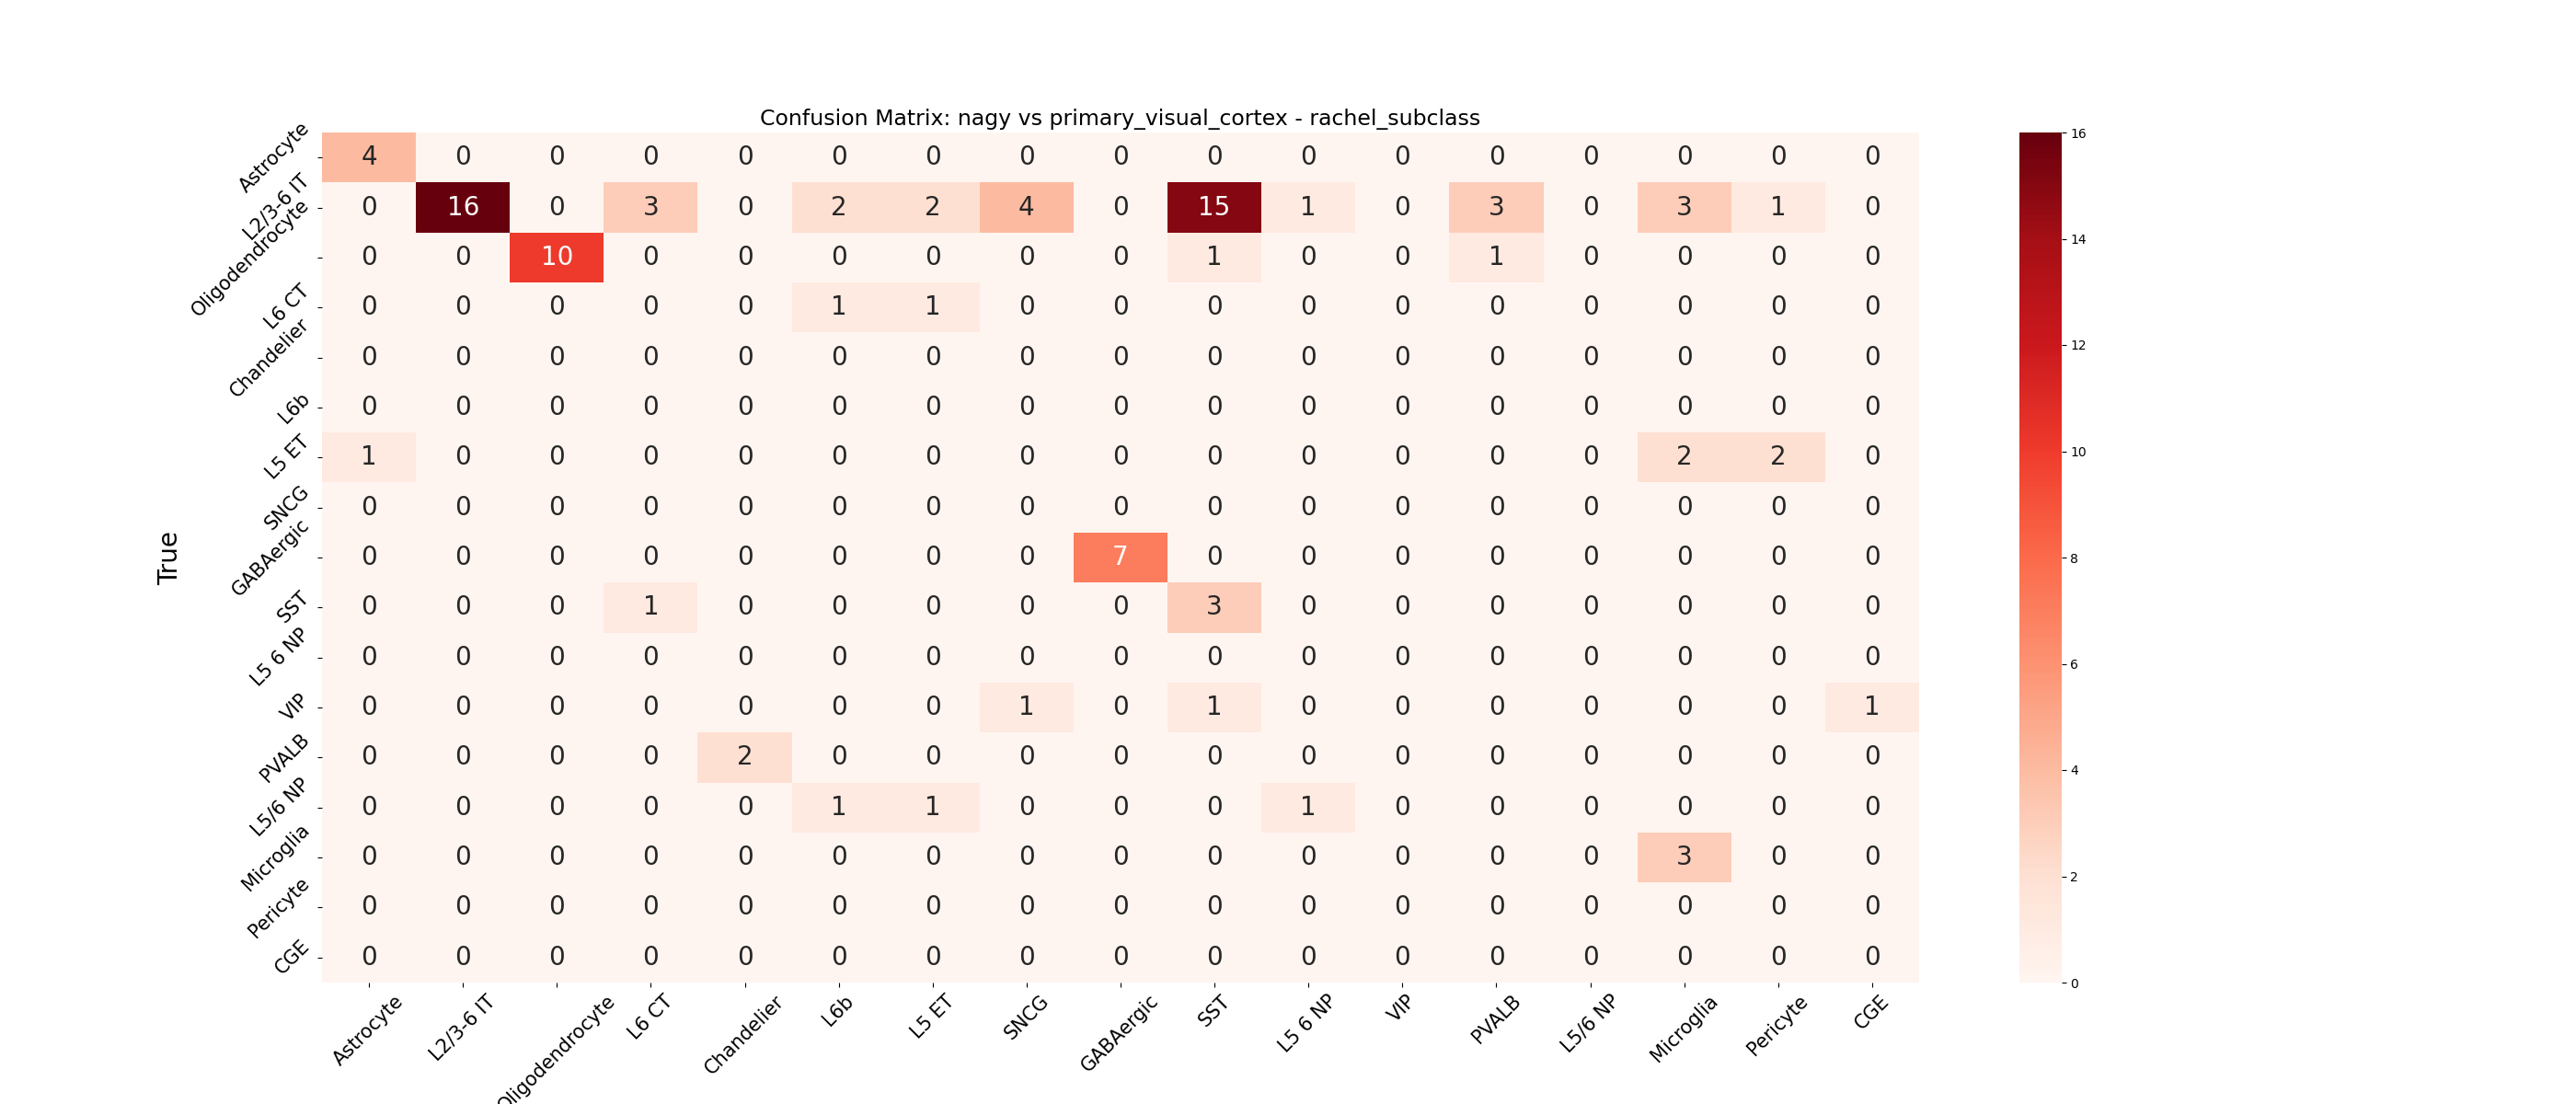 Confusion Matrix: nagy vs primary_visual_cortex - rachel_subclass
True
Astrocyte 4 0 0 0 0 0 0 0 0 0 0 0 0 0 0 0 0
L2/3-6 IT 0 16 0 3 0 2 2 4 0 15 1 0 3 0 3 1 0
Oligodendrocyte 0 0 10 0 0 0 0 0 0 1 0 0 1 0 0 0 0
L6 CT 0 0 0 0 0 1 1 0 0 0 0 0 0 0 0 0 0
Chandelier 0 0 0 0 0 0 0 0 0 0 0 0 0 0 0 0 0
L6b 0 0 0 0 0 0 0 0 0 0 0 0 0 0 0 0 0
L5 ET 1 0 0 0 0 0 0 0 0 0 0 0 0 0 2 2 0
SNCG 0 0 0 0 0 0 0 0 0 0 0 0 0 0 0 0 0
GABAergic 0 0 0 0 0 0 0 0 7 0 0 0 0 0 0 0 0
SST 0 0 0 1 0 0 0 0 0 3 0 0 0 0 0 0 0
L5 6 NP 0 0 0 0 0 0 0 0 0 0 0 0 0 0 0 0 0
VIP 0 0 0 0 0 0 0 1 0 1 0 0 0 0 0 0 1
PVALB 0 0 0 0 2 0 0 0 0 0 0 0 0 0 0 0 0
L5/6 NP 0 0 0 0 0 1 1 0 0 0 1 0 0 0 0 0 0
Microglia 0 0 0 0 0 0 0 0 0 0 0 0 0 0 3 0 0
Pericyte 0 0 0 0 0 0 0 0 0 0 0 0 0 0 0 0 0
CGE 0 0 0 0 0 0 0 0 0 0 0 0 0 0 0 0 0
Astrocyte L2/3-6 IT Oligodendrocyte L6 CT Chandelier L6b L5 ET SNCG GABAergic SST L5 6 NP VIP PVALB L5/6 NP Microglia Pericyte CGE
16
14
12
10
8
6
4
2
0